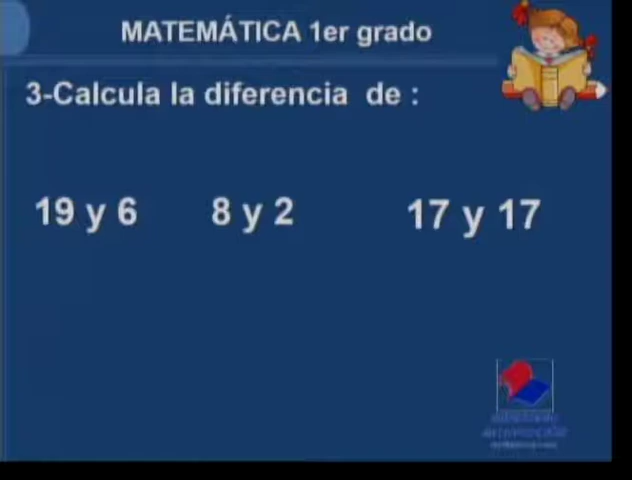 MATEMÁTICA 1er grado
3-Calcula la diferencia de :
19 y 6 8 y 2 17 y 17